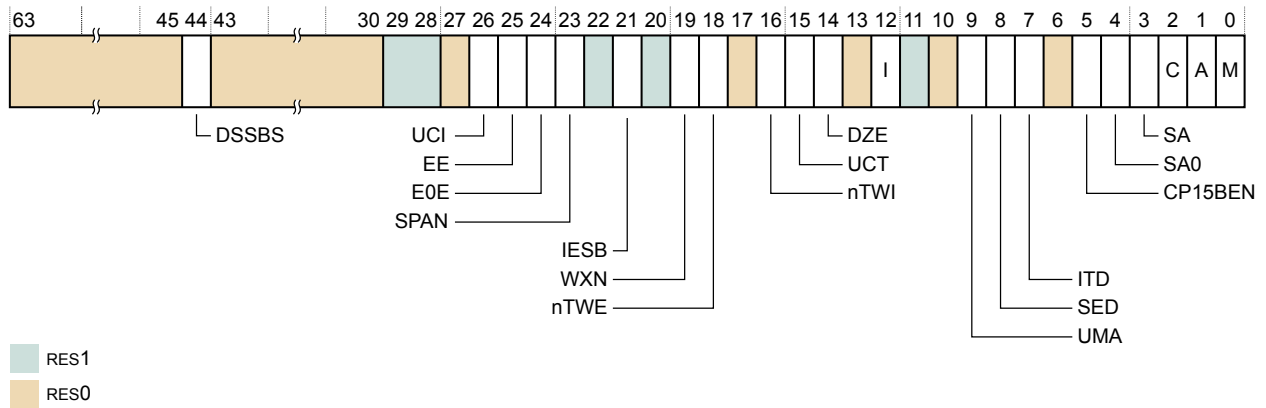 63 45 44 43 30 29 28 27 26 25 24 23 22 21 20 19 18 17 16 15 14 13 12 11 10 9 8 7 6 5 4 3 2 1 0
I C A M
DSSBS UCI DZE SA
EE UCT SA0
E0E nTWI CP15BEN
SPAN
IESB
WXN ITD
nTWE SED
UMA
RES1
RES0